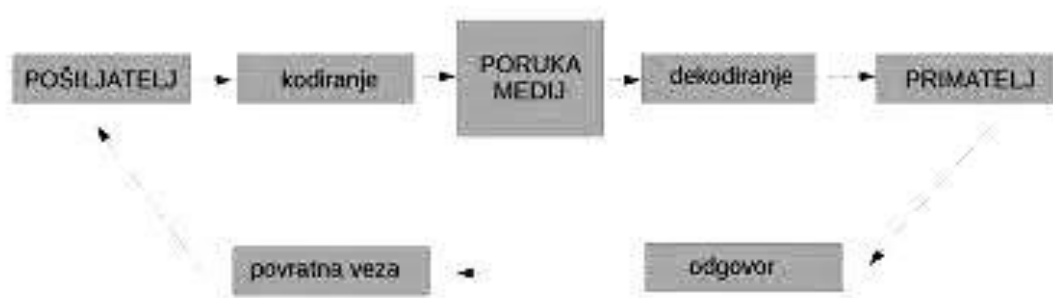 POŠILJATELJ
kodiranje
PORUKA
MEDIJ
dekodiranje
PRIMATELJ
povratna veza
odgovor